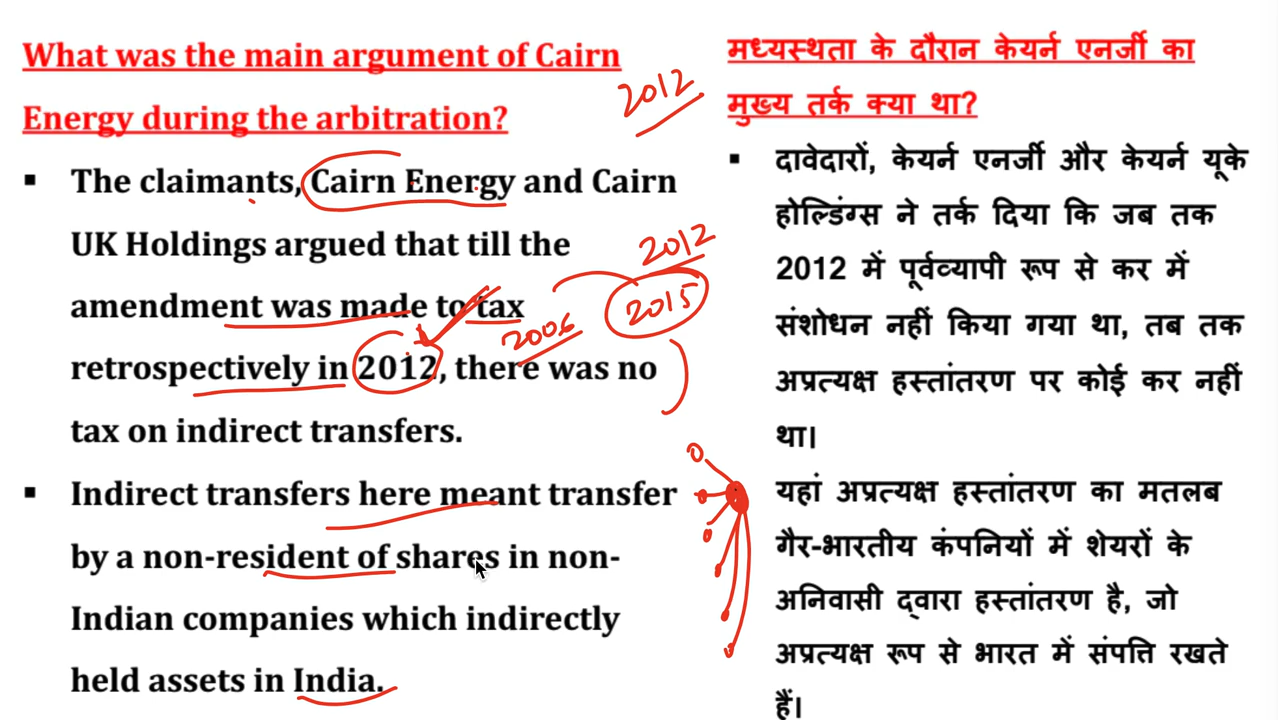 What was the main argument of Cairn
Energy during the arbitration?
▪ The claimants, Cairn Energy and Cairn
UK Holdings argued that till the
amendment was made to tax
retrospectively in 2012, there was no
tax on indirect transfers.
▪ Indirect transfers here meant transfer
by a non-resident of shares in non-
Indian companies which indirectly
held assets in India.
2012
2012
2015
2006
मध्यस्थता के दौरान केयर्न एनर्जी का
मुख्य तर्क क्या था?
▪ दावेदारों, केयर्न एनर्जी और केयर्न यूके
होल्डिंग्स ने तर्क दिया कि जब तक
2012 में पूर्वव्यापी रूप से कर में
संशोधन नहीं किया गया था, तब तक
अप्रत्यक्ष हस्तांतरण पर कोई कर नहीं
था।
यहां अप्रत्यक्ष हस्तांतरण का मतलब
गैर-भारतीय कंपनियों में शेयरों के
अनिवासी द्वारा हस्तांतरण है, जो
अप्रत्यक्ष रूप से भारत में संपत्ति रखते
हैं।